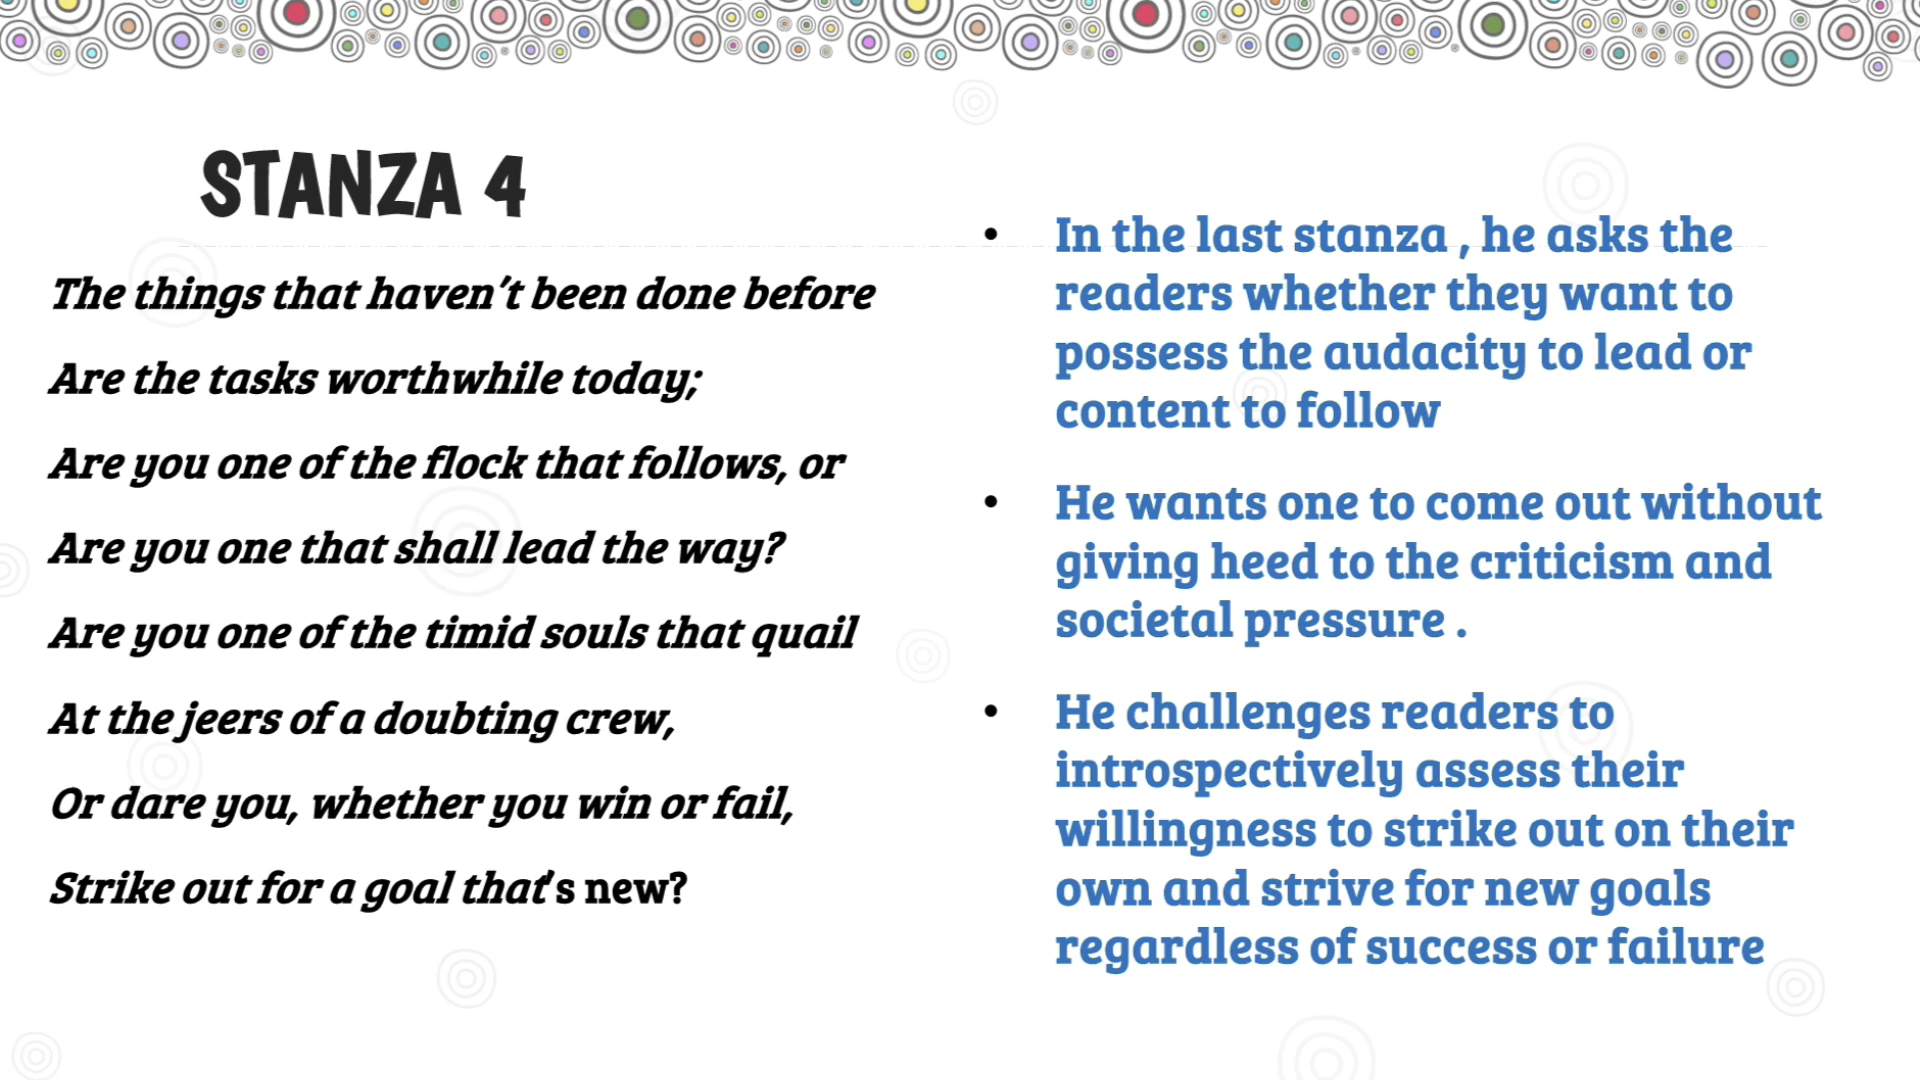 STANZA 4
The things that haven’t been done before
Are the tasks worthwhile today;
Are you one of the flock that follows, or
Are you one that shall lead the way?
Are you one of the timid souls that quail
At the jeers of a doubting crew,
Or dare you, whether you win or fail,
Strike out for a goal that’s new?
• In the last stanza , he asks the
readers whether they want to
possess the audacity to lead or
content to follow
• He wants one to come out without
giving heed to the criticism and
societal pressure .
• He challenges readers to
introspectively assess their
willingness to strike out on their
own and strive for new goals
regardless of success or failure